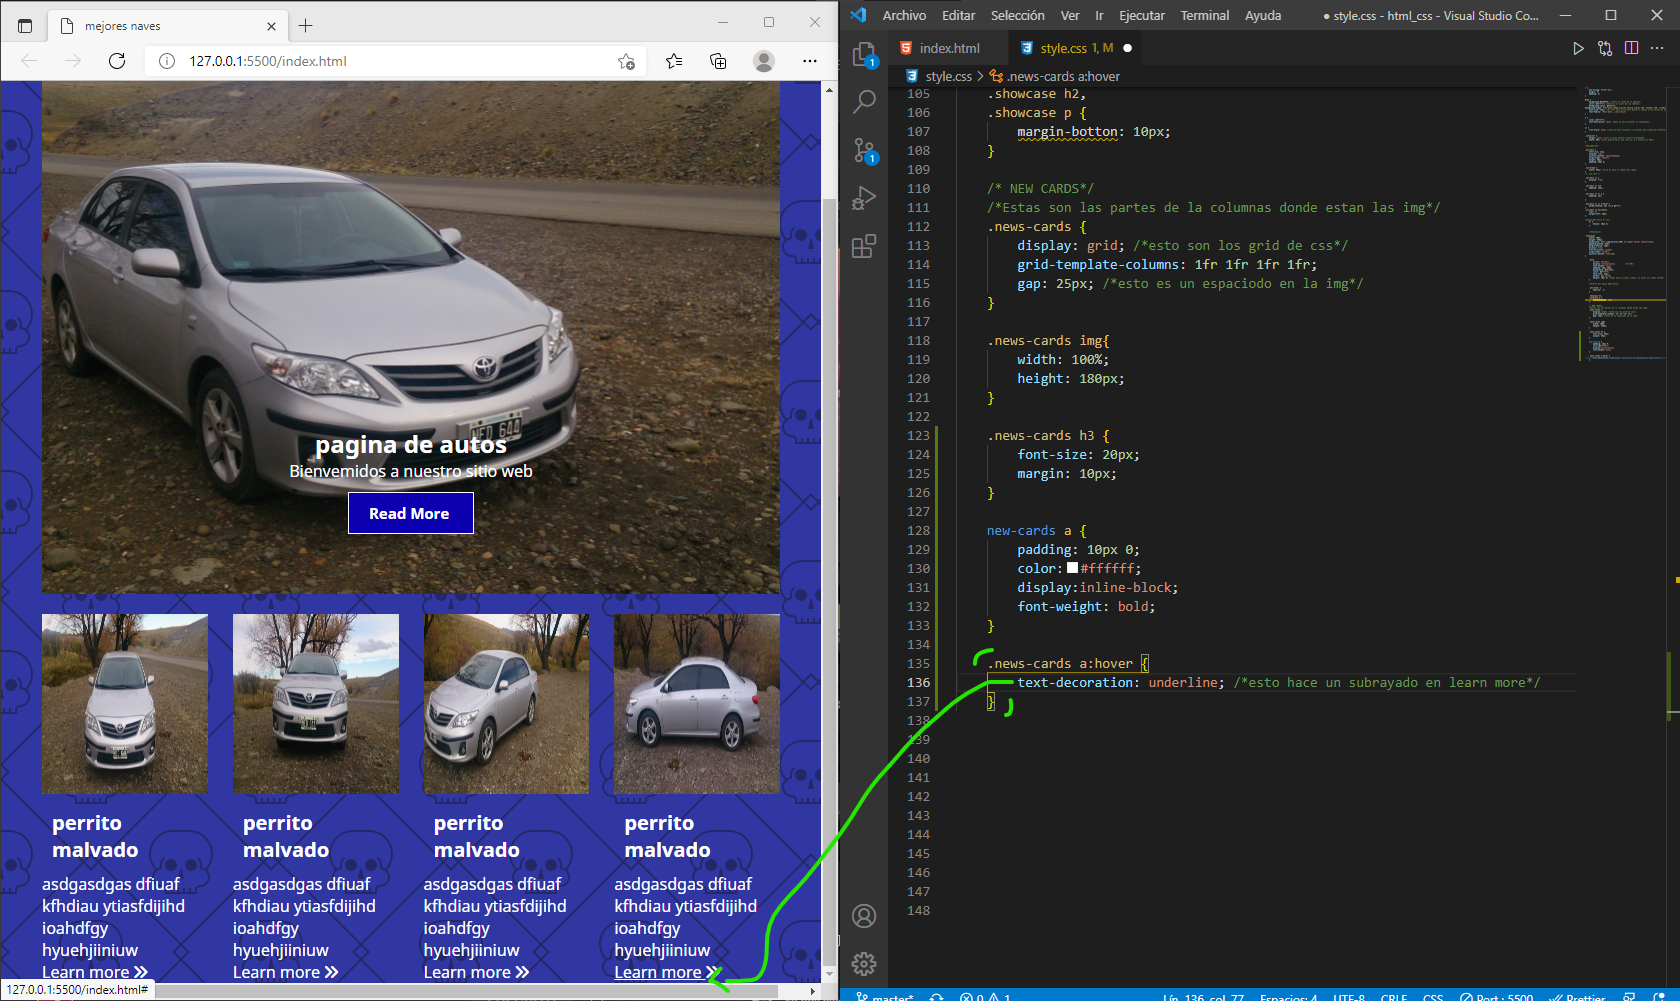 mejores naves
127.0.0.1:5500/index.html
pagina de autos
Bienvemidos a nuestro sitio web
Read More
perrito malvado
asdgasdgas dfiuaf
kfhdiau ytiasfdijihd
ioahdfgy
hyuehjiiniuw
Learn more
perrito malvado
asdgasdgas dfiuaf
kfhdiau ytiasfdijihd
ioahdfgy
hyuehjiiniuw
Learn more
perrito malvado
asdgasdgas dfiuaf
kfhdiau ytiasfdijihd
ioahdfgy
hyuehjiiniuw
Learn more
perrito malvado
asdgasdgas dfiuaf
kfhdiau ytiasfdijihd
ioahdfgy
hyuehjiiniuw
Learn more
127.0.0.1:5500/index.html#
Archivo Editar Selección Ver Ir Ejecutar Terminal Ayuda ● style.css - html_css - Visual Studio Co...
index.html style.css 1, M
style.css > .news-cards a:hover
105 .showcase h2,
106 .showcase p {
107 margin-botton: 10px;
108 }
109
110 /* NEW CARDS*/
111 /*Estas son las partes de la columnas donde estan las img*/
112 .news-cards {
113 display: grid; /*esto son los grid de css*/
114 grid-template-columns: 1fr 1fr 1fr 1fr;
115 gap: 25px; /*esto es un espaciodo en la img*/
116 }
117
118 .news-cards img{
119 width: 100%;
120 height: 180px;
121 }
122
123 .news-cards h3 {
124 font-size: 20px;
125 margin: 10px;
126 }
127
128 new-cards a {
129 padding: 10px 0;
130 color: #ffffff;
131 display:inline-block;
132 font-weight: bold;
133 }
134
135 .news-cards a:hover {
136 text-decoration: underline; /*esto hace un subrayado en learn more*/
137 }
138
139
140
141
142
143
144
145
146
147
148
1
1
master* 0 1 Lín. 136, col. 77 Espacios: 4 UTF-8 CRLF CSS Port : 5500 Prettier